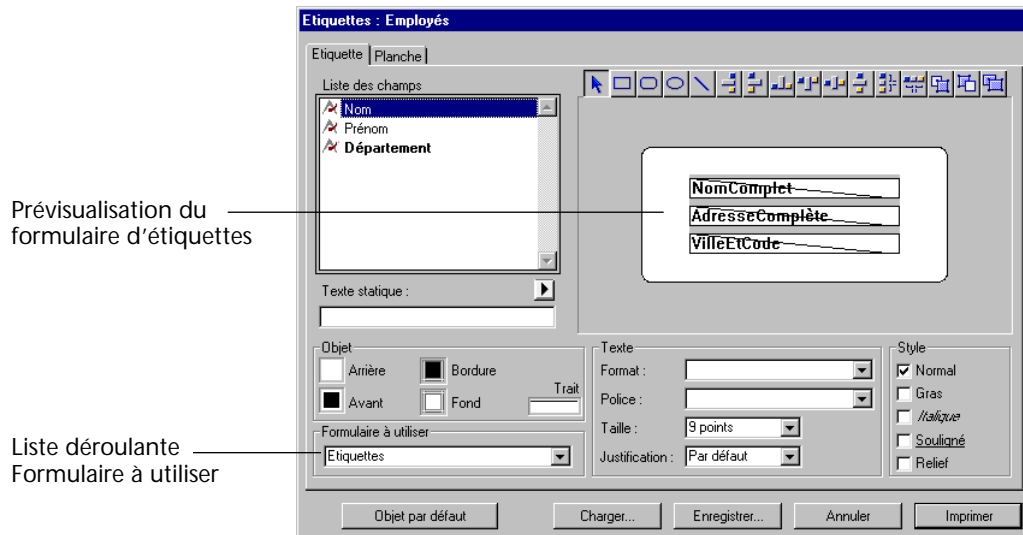 Etiquettes : Employés
Etiquette Planche
Liste des champs
Nom
Prénom
Département
NomComplet
AdresseComplète
VilleEtCode
Prévisualisation du
formulaire d'étiquettes
Texte statique :
Objet
Arrière Bordure
Avant Fond Trait
Formulaire à utiliser
Etiquettes
Liste déroulante
Formulaire à utiliser
Texte
Format :
Police :
Taille : 9 points
Justification : Par défaut
Style
Normal
Gras
Italique
Souligné
Relief
Objet par défaut Charger... Enregistrer... Annuler Imprimer